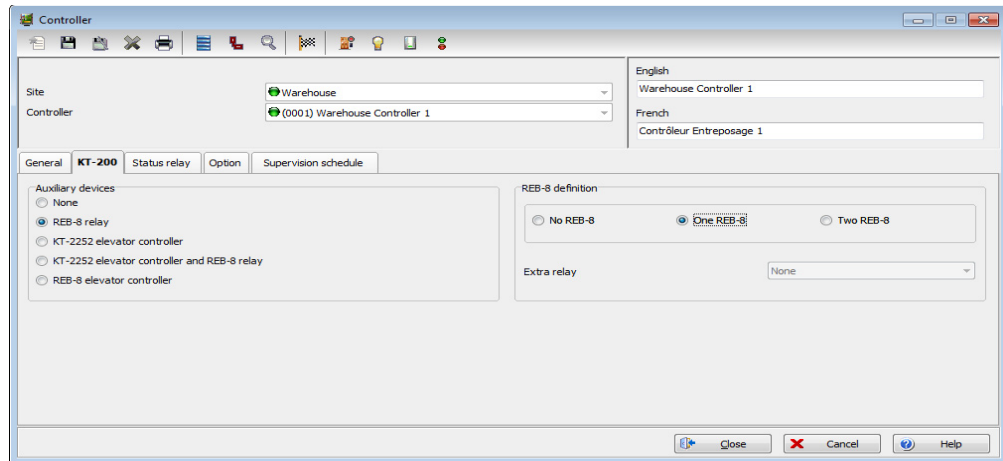 Controller
English
Site
Warehouse
Warehouse Controller 1
Controller
(0001) Warehouse Controller 1
French
Contrôleur Entreposage 1
General
KT-200
Status relay
Option
Supervision schedule
Auxiliary devices
None
REB-8 relay
KT-2252 elevator controller
KT-2252 elevator controller and REB-8 relay
REB-8 elevator controller
REB-8 definition
No REB-8
One REB-8
Two REB-8
Extra relay
None
Close
Cancel
Help